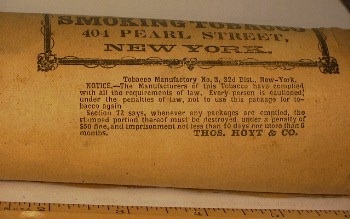 SMOKING TOBACCO
404 PEARL STREET,
NEW YORK.
Tobacco Manufactory No. 3, 32d Dist., New-York.
NOTICE.—The Manufacturers of this Tobacco have complied
with all the requirements of law. Every person is cautioned,
under the penalties of law, not to use this package for to-
bacco again
Section 72 says, whenever any packages are emptied, the
stamped portion thereof must be destroyed under a penalty of
$50 fine, and imprisonment not less than 10 days nor more than 6
months. THOS. HOYT & CO.